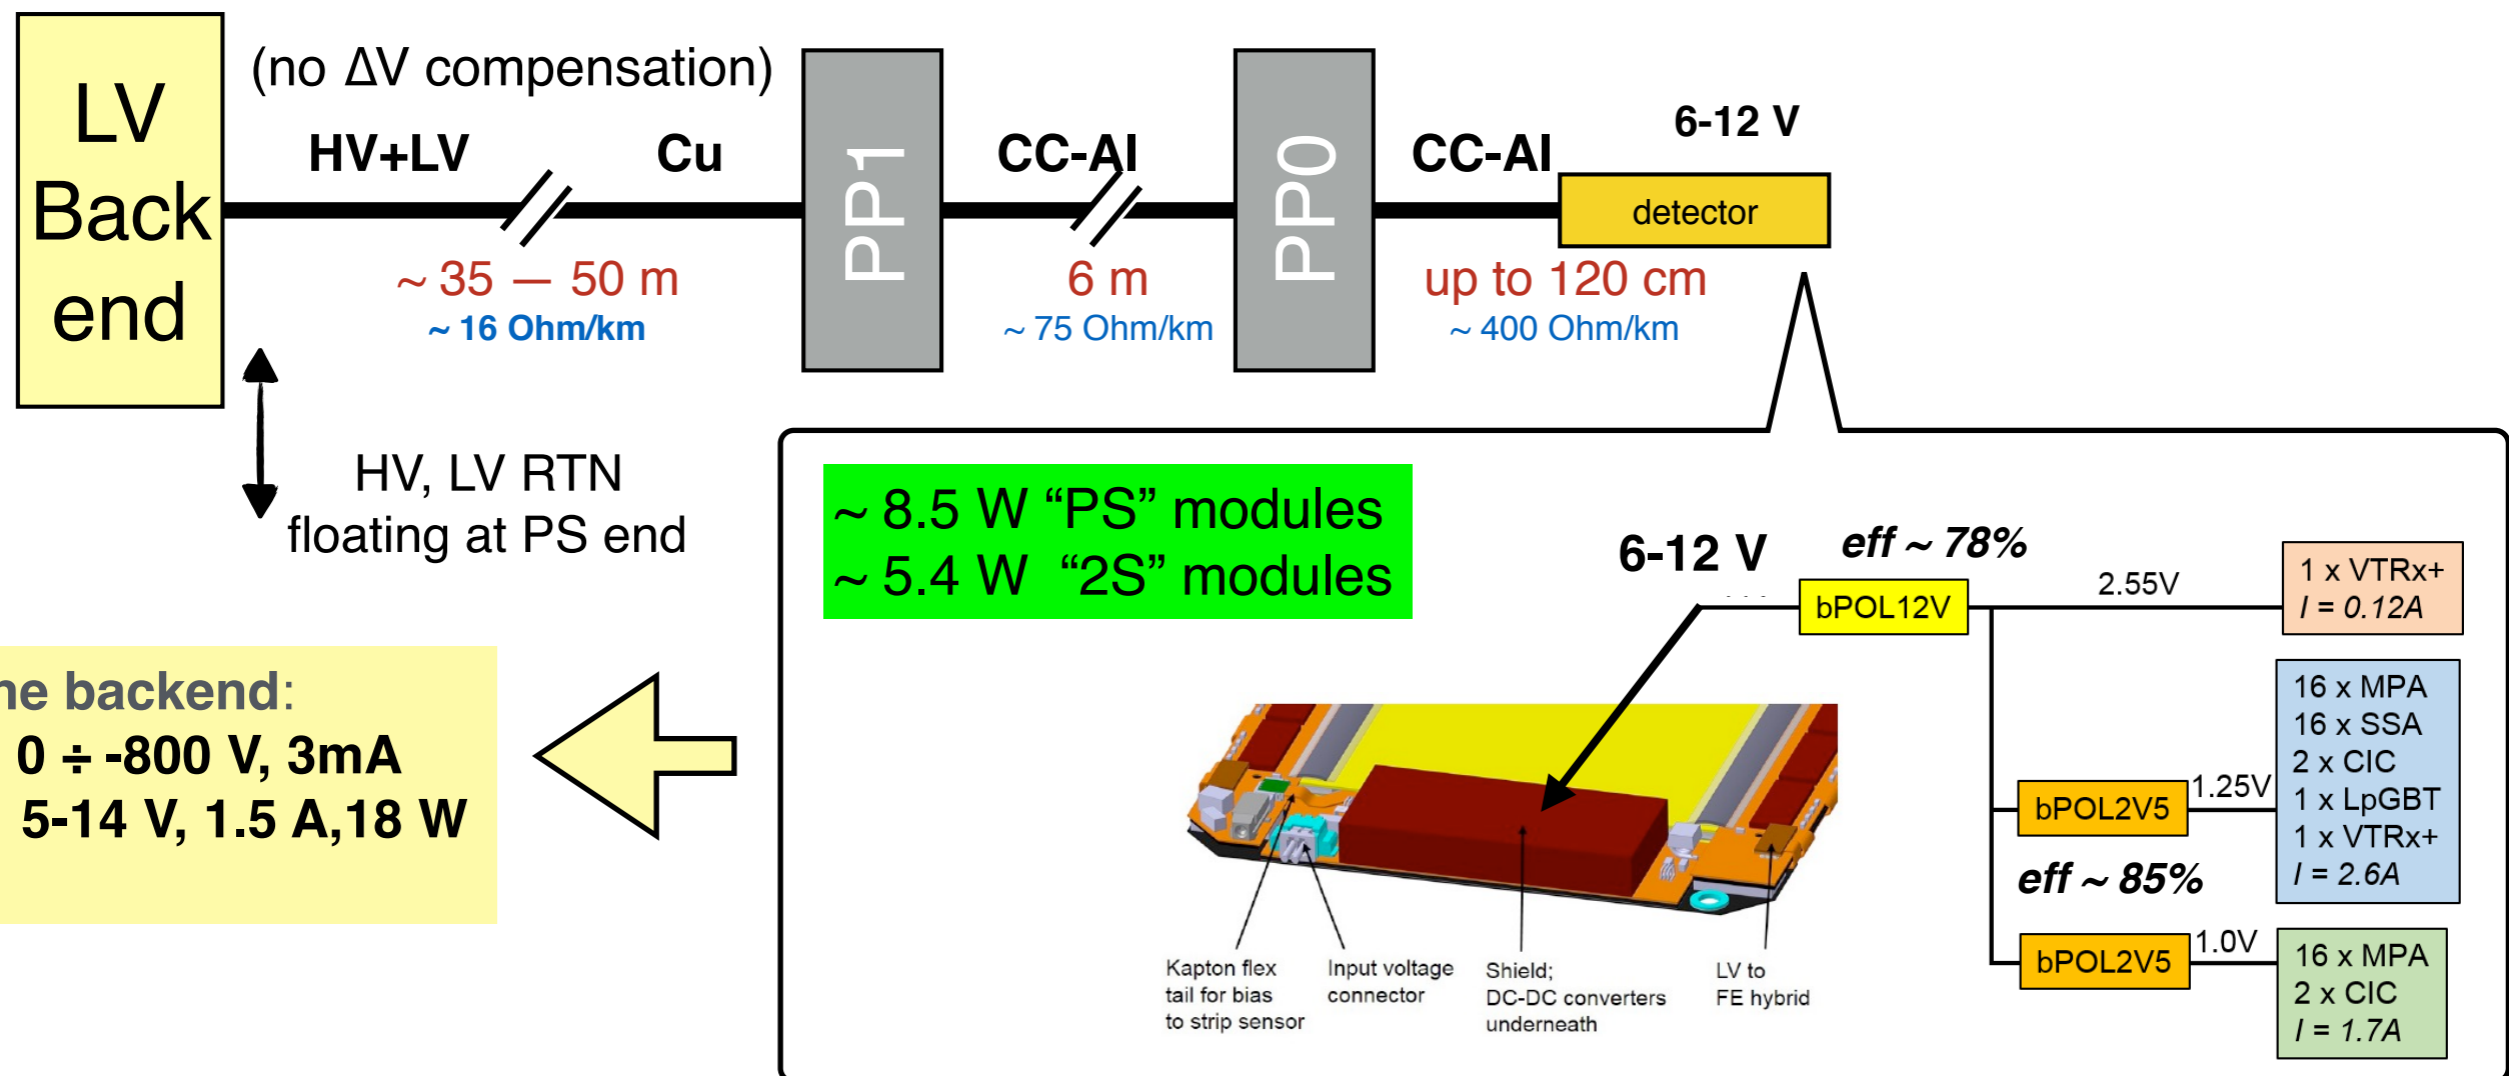 LV
Back
end
(no ΔV compensation)
HV+LV
Cu
~ 35 — 50 m
~ 16 Ohm/km
PP1
CC-Al
6 m
~ 75 Ohm/km
PP0
CC-Al
up to 120 cm
~ 400 Ohm/km
6-12 V
detector
HV, LV RTN
floating at PS end
~ 8.5 W “PS” modules
~ 5.4 W “2S” modules
backend:
0 ÷ -800 V, 3mA
5-14 V, 1.5 A,18 W
6-12 V
eff ~ 78%
bPOL12V
2.55V
1 x VTRx+
I = 0.12A
bPOL2V5
1.25V
eff ~ 85%
16 x MPA
16 x SSA
2 x CIC
1 x LpGBT
1 x VTRx+
I = 2.6A
bPOL2V5
1.0V
16 x MPA
2 x CIC
I = 1.7A
Kapton flex
tail for bias
to strip sensor
Input voltage
connector
Shield;
DC-DC converters
underneath
LV to
FE hybrid